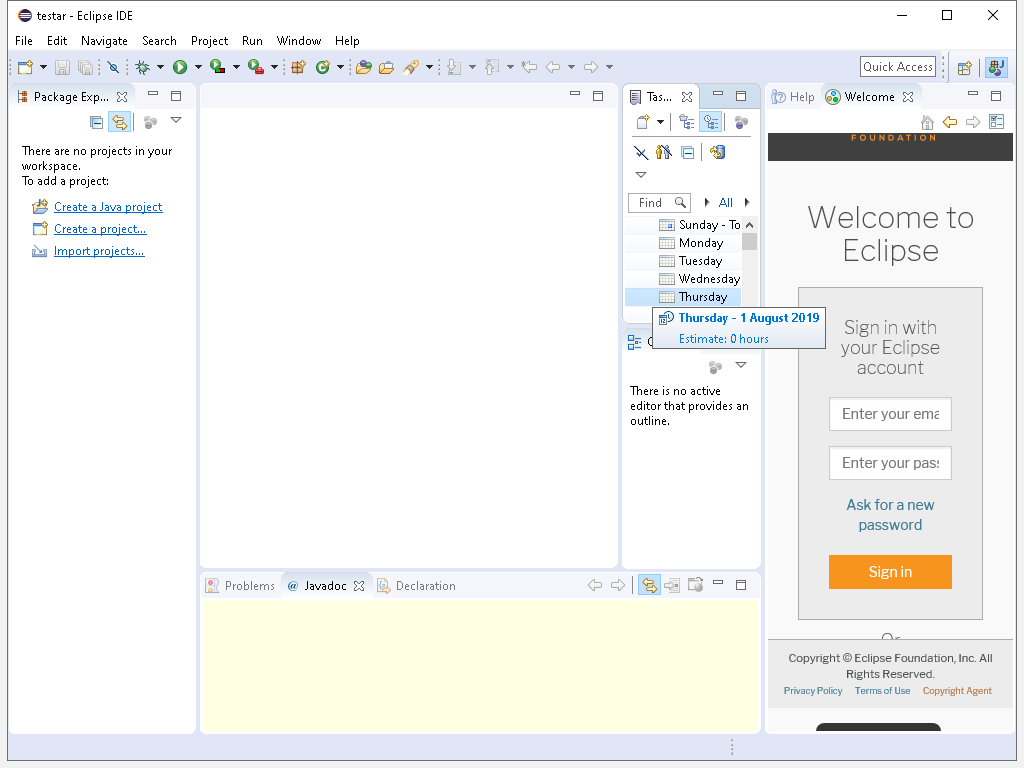 testar - Eclipse IDE
File Edit Navigate Search Project Run Window Help
Quick Access
Package Exp...
There are no projects in your
workspace.
To add a project:
Create a Java project
Create a project...
Import projects...
Tas...
Find
All
Sunday - To
Monday
Tuesday
Wednesday
Thursday
Thursday - 1 August 2019
Estimate: 0 hours
There is no active
editor that provides an
outline.
Problems
@ Javadoc
Declaration
Help
Welcome
FOUNDATION
Welcome to
Eclipse
Sign in with
your Eclipse
account
Enter your ema
Enter your pass
Ask for a new
password
Sign in
Or
Copyright © Eclipse Foundation, Inc. All
Rights Reserved.
Privacy Policy Terms of Use Copyright Agent